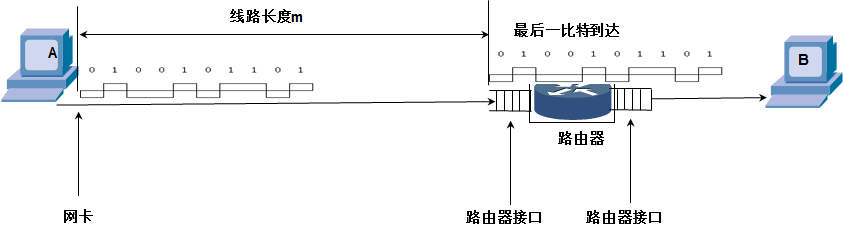 线路长度m
最后一比特到达
A
0 1 0 0 1 0 1 1 0 1
0 1 0 0 1 0 1 1 0 1
B
路由器
网卡
路由器接口
路由器接口